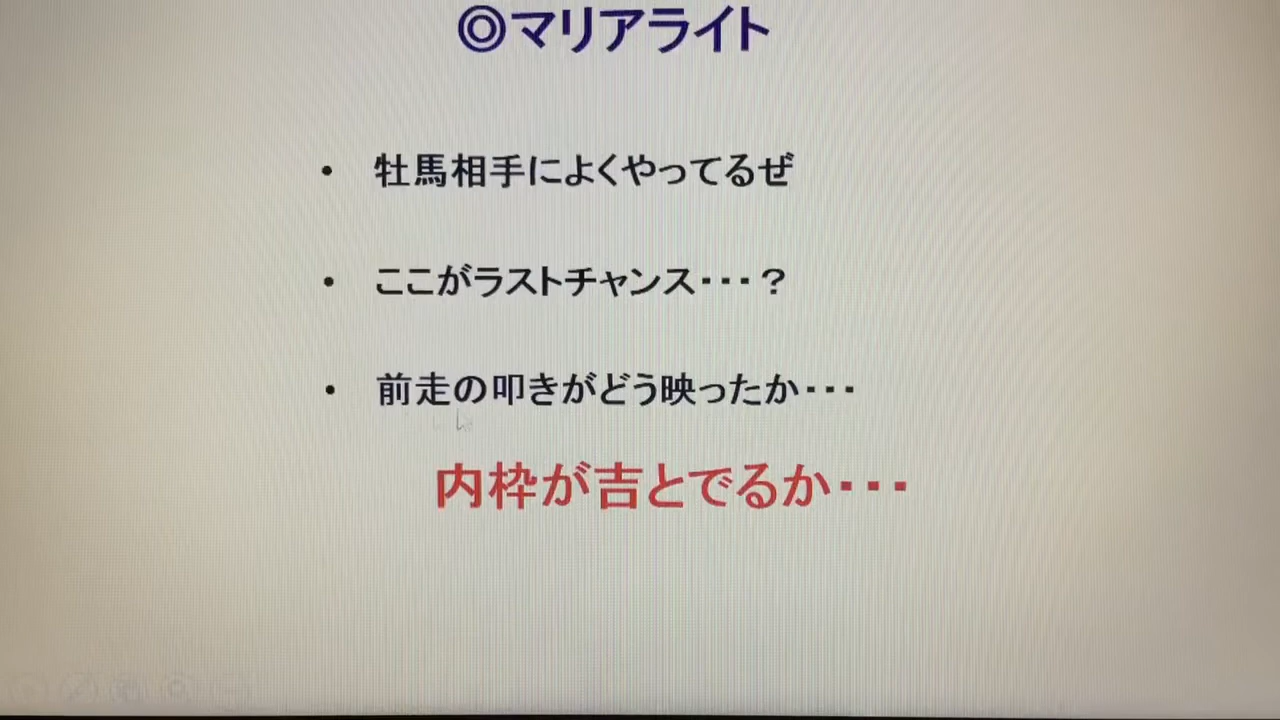 ◎マリアライト
・ 牡馬相手によくやってるぜ
・ ここがラストチャンス・・・？
・ 前走の叩きがどう映ったか・・・
内枠が吉とでるか・・・